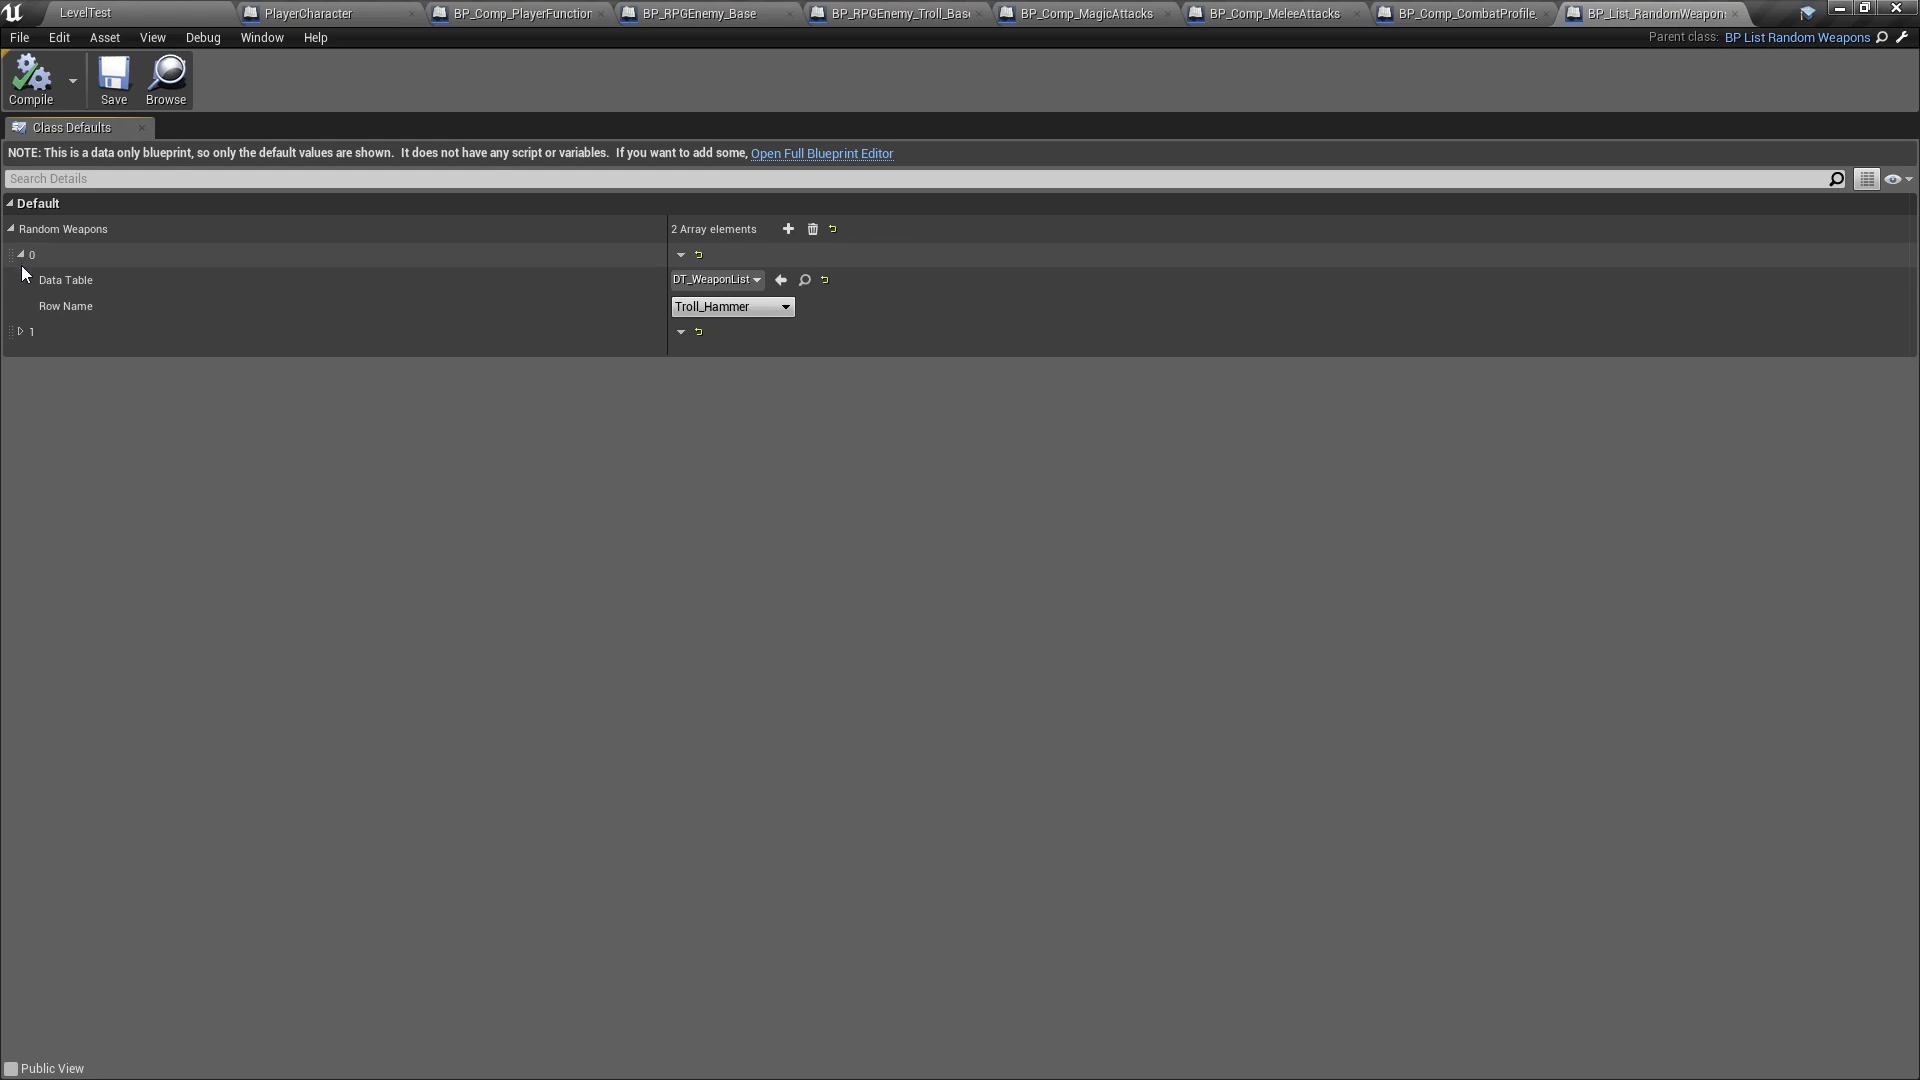 LevelTest
PlayerCharacter
BP_Comp_PlayerFunction
BP_RPGEnemy_Base
BP_RPGEnemy_Troll_Bas
BP_Comp_MagicAttacks
BP_Comp_MeleeAttacks
BP_Comp_CombatProfile_
BP_List_RandomWeapon
File Edit Asset View Debug Window Help
Parent class: BP List Random Weapons
Compile Save Browse
Class Defaults
NOTE: This is a data only blueprint, so only the default values are shown. It does not have any script or variables. If you want to add some, Open Full Blueprint Editor
Search Details
Default
Random Weapons 2 Array elements
0
Data Table DT_WeaponList
Row Name Troll_Hammer
1
Public View